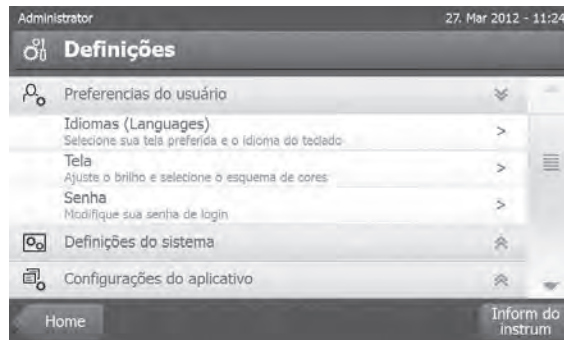 Administrator
27. Mar 2012 - 11:24
Definições
Preferencias do usuário
Idiomas (Languages)
Selecione sua tela preferida e o idioma do teclado
Tela
Ajuste o brilho e selecione o esquema de cores
Senha
Modifique sua senha de login
Definições do sistema
Configurações do aplicativo
Home
Inform do
instrum